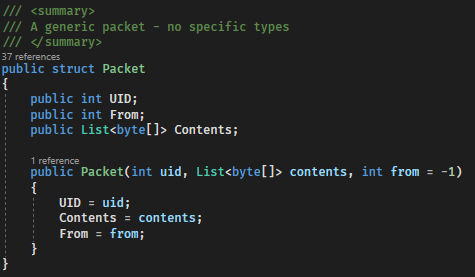 /// <summary>
/// A generic packet - no specific types
/// </summary>
37 references
public struct Packet
{
    public int UID;
    public int From;
    public List<byte[]> Contents;

    1 reference
    public Packet(int uid, List<byte[]> contents, int from = -1)
    {
        UID = uid;
        Contents = contents;
        From = from;
    }
}